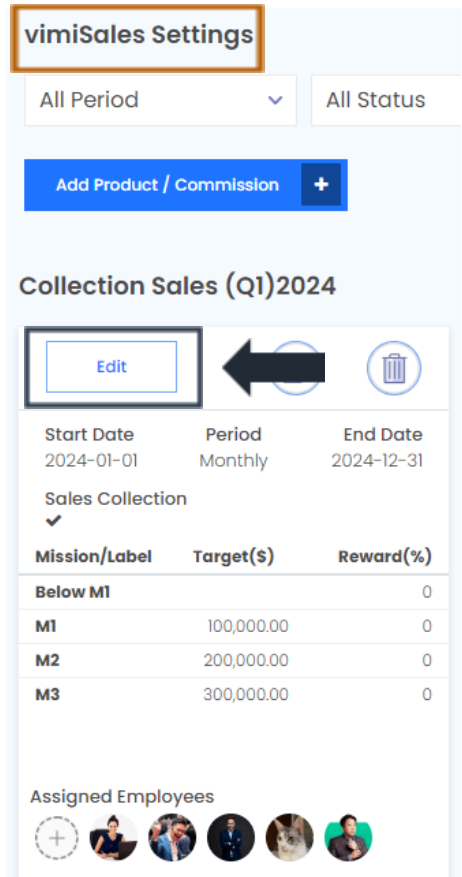 vimiSales Settings
All Period All Status
Add Product / Commission +
Collection Sales (Q1)2024
Edit
Start Date Period End Date
2024-01-01 Monthly 2024-12-31
Sales Collection
Mission/Label Target($) Reward(%)
Below M1 0
M1 100,000.00 0
M2 200,000.00 0
M3 300,000.00 0
Assigned Employees